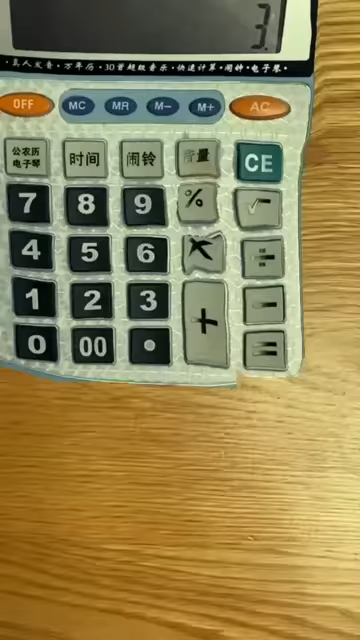 3.
·真人发音·万年历·30首超级音乐·快速计算·闹钟·电子琴·
OFF MC MR M- M+ AC
公农历 电子琴 时间 闹铃 音量 CE
7 8 9 % √
4 5 6 × ÷
1 2 3 + -
0 00 . =